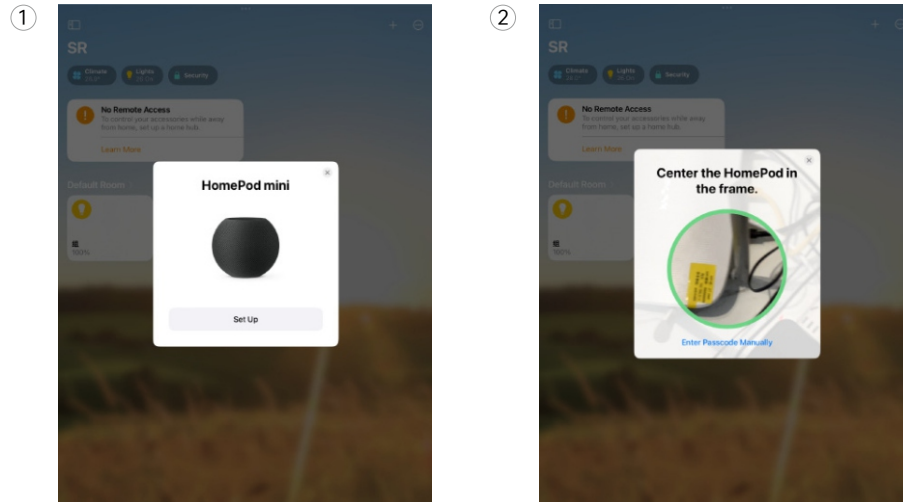 ①
SR
Climate
Lights
Security
No Remote Access
To control your accessories while away
from home, set up a home hub.
Learn More
Default Room
100%
HomePod mini
Set Up
②
SR
Climate
Lights
Security
No Remote Access
To control your accessories while away
from home, set up a home hub.
Learn More
Default Room
100%
Center the HomePod in
the frame.
Enter Passcode Manually